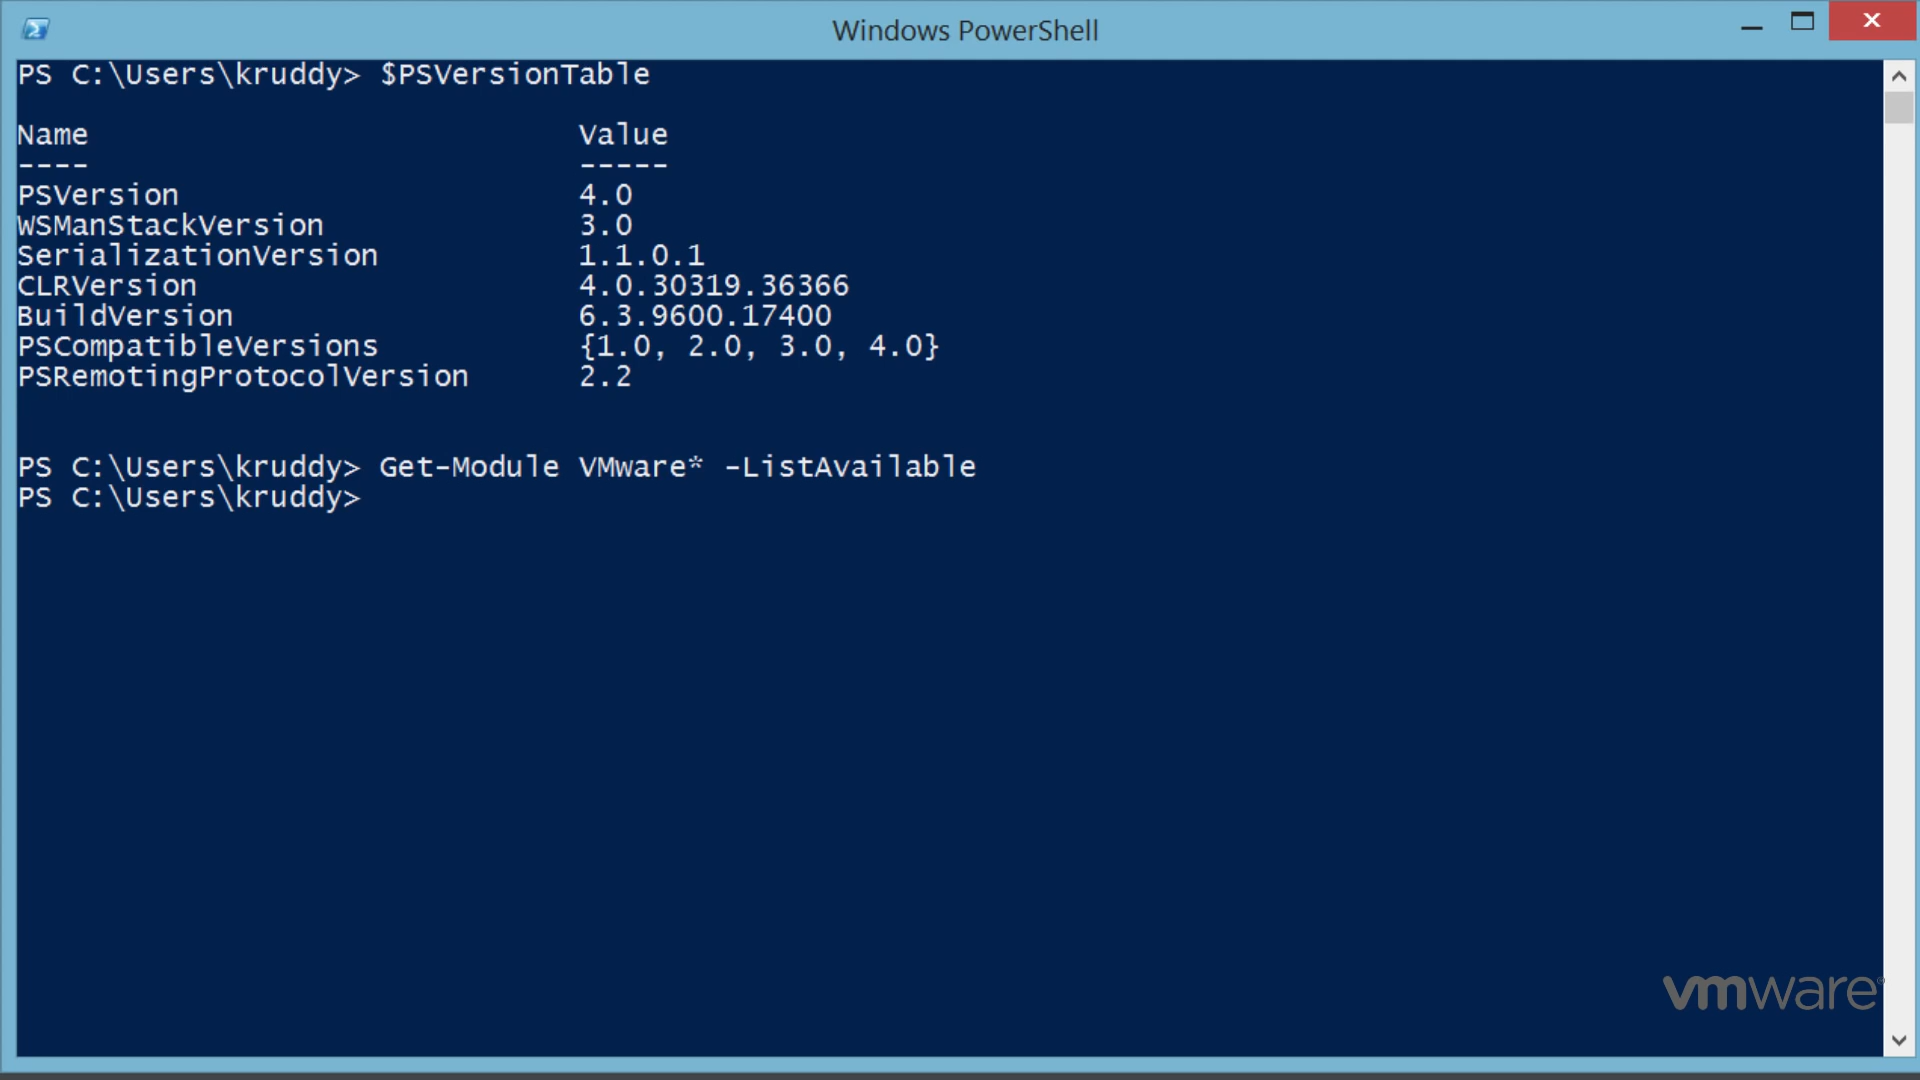 Windows PowerShell
PS C:\Users\kruddy> $PSVersionTable
Name                           Value
----                           -----
PSVersion                      4.0
WSManStackVersion              3.0
SerializationVersion           1.1.0.1
CLRVersion                     4.0.30319.36366
BuildVersion                   6.3.9600.17400
PSCompatibleVersions           {1.0, 2.0, 3.0, 4.0}
PSRemotingProtocolVersion      2.2
PS C:\Users\kruddy> Get-Module VMware* -ListAvailable
PS C:\Users\kruddy>
vmware®